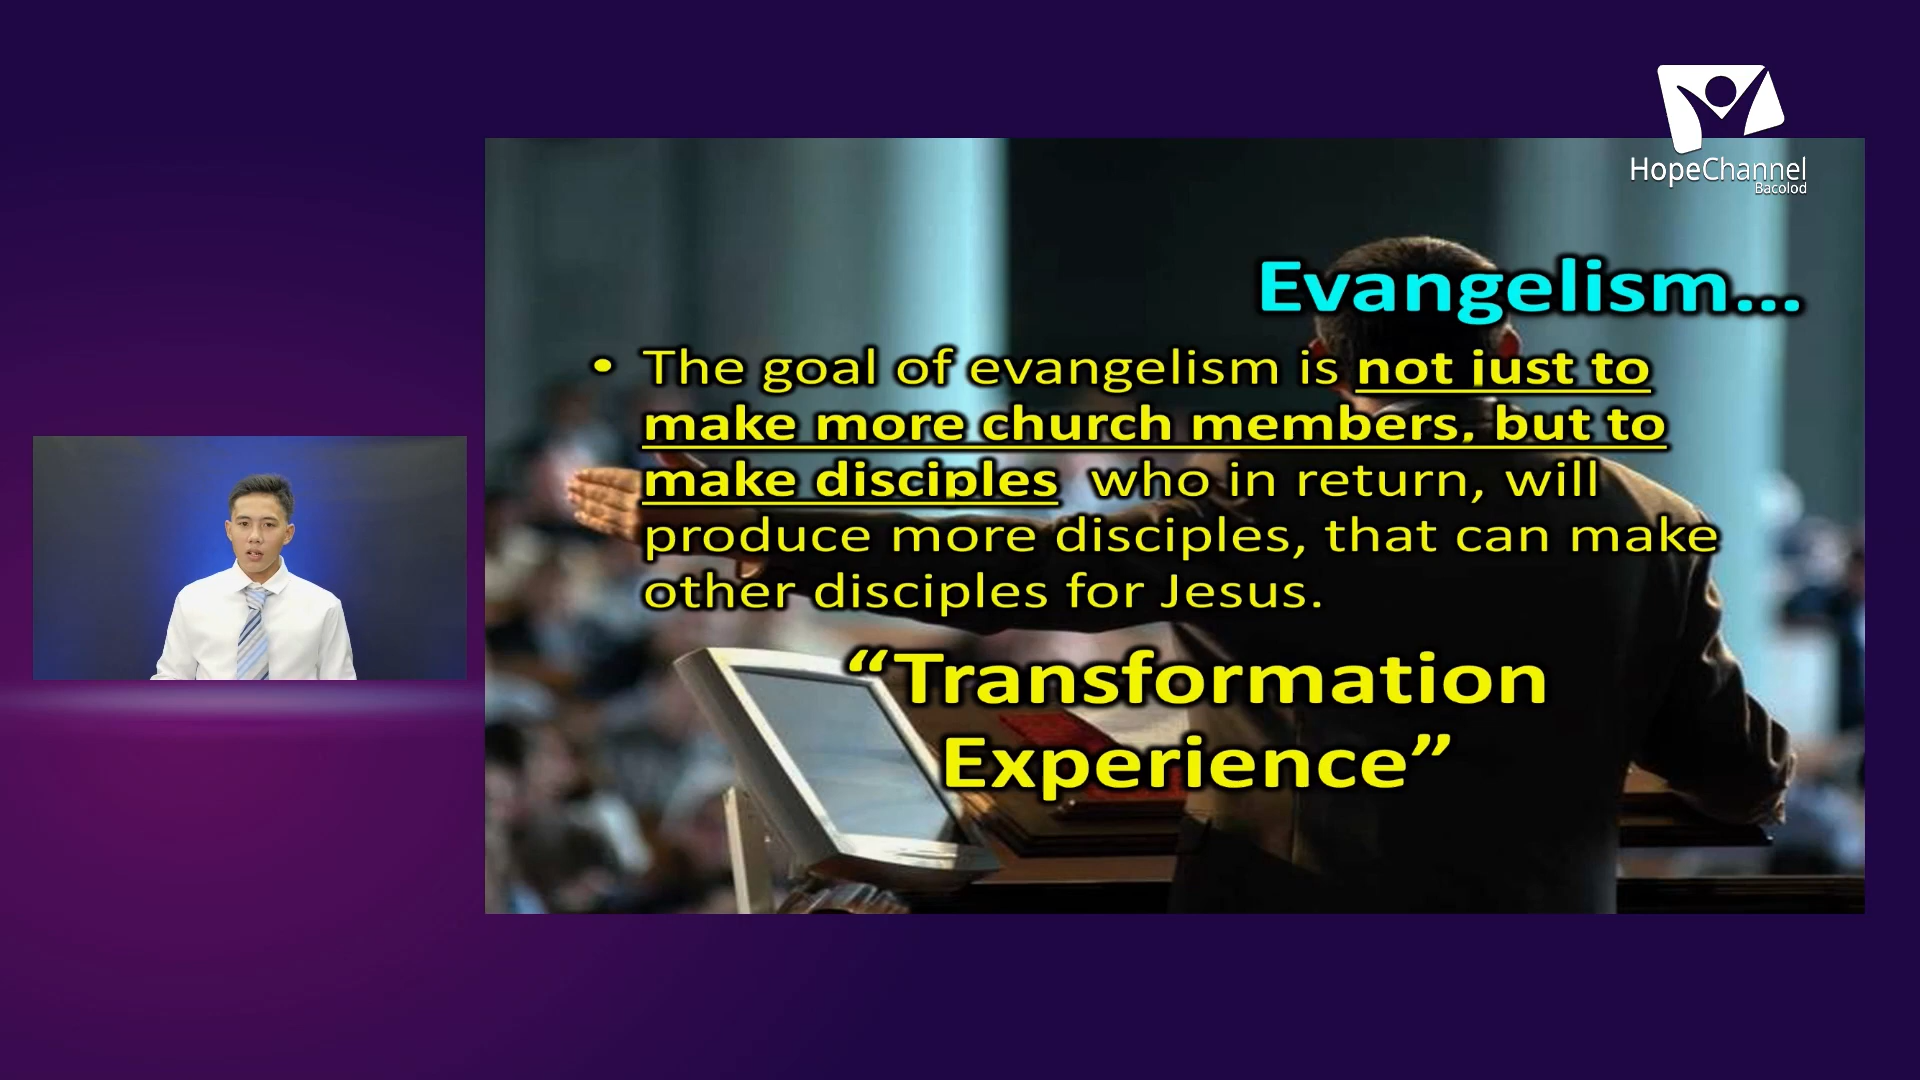 HopeChannel
Bacolod
Evangelism...
• The goal of evangelism is not just to
make more church members, but to
make disciples who in return, will
produce more disciples, that can make
other disciples for Jesus.
“Transformation
Experience”